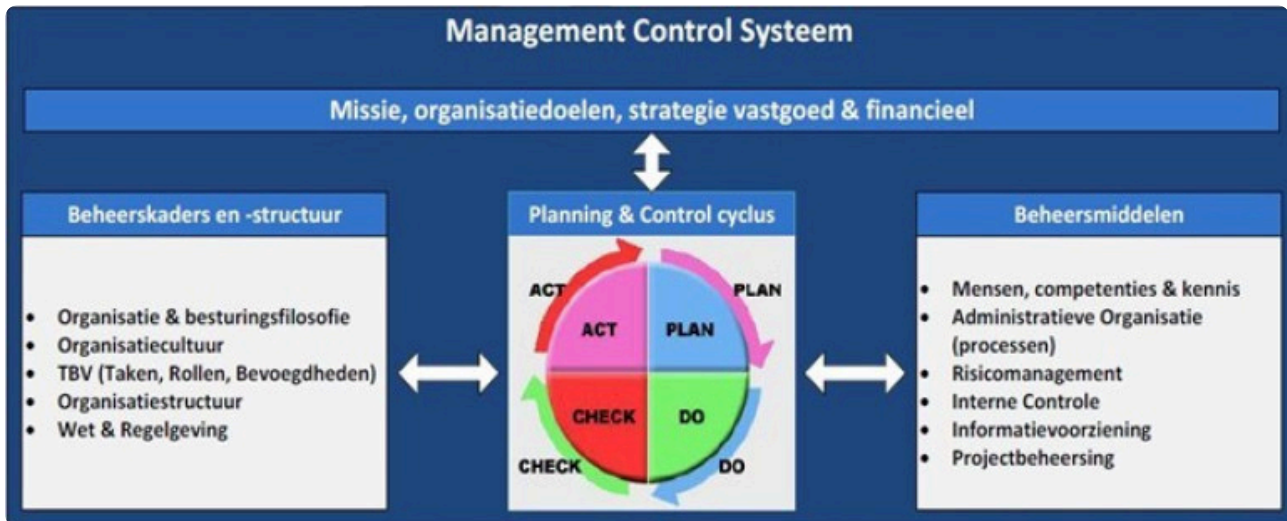 Management Control Systeem
Missie, organisatiedoelen, strategie vastgoed & financieel
Beheerskaders en -structuur
• Organisatie & besturingsfilosofie
• Organisatiecultuur
• TBV (Taken, Rollen, Bevoegdheden)
• Organisatiestructuur
• Wet & Regelgeving
Planning & Control cyclus
ACT
PLAN
ACT
PLAN
CHECK
DO
CHECK
DO
Beheersmiddelen
• Mensen, competenties & kennis
• Administratieve Organisatie
(processen)
• Risicomanagement
• Interne Controle
• Informatievoorziening
• Projectbeheersing